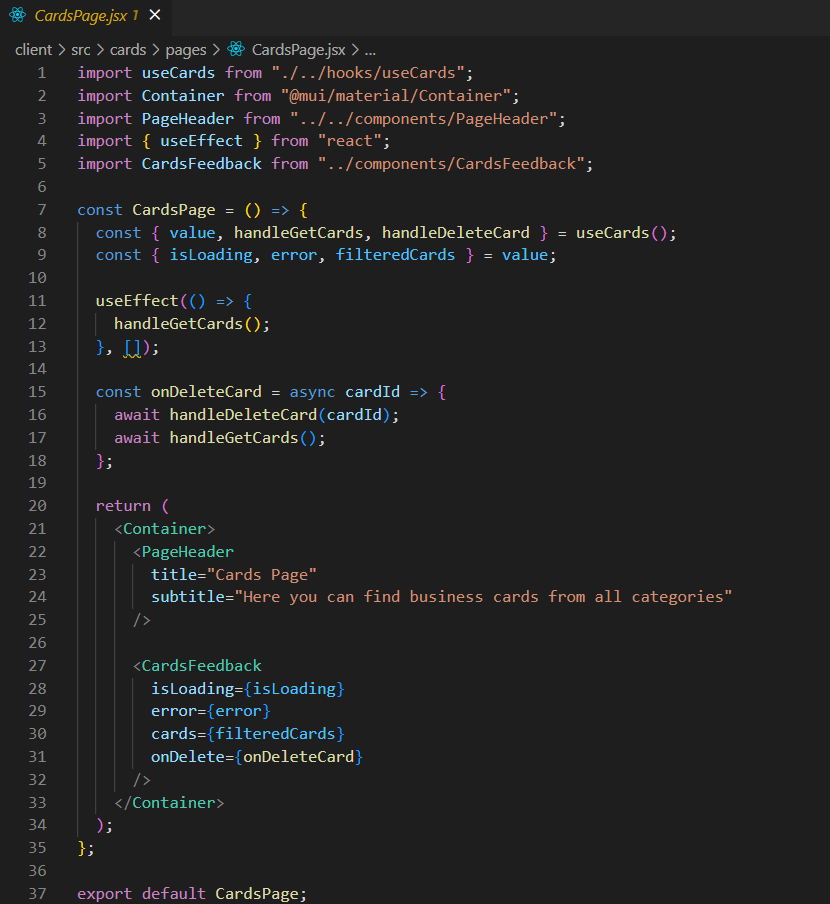 CardsPage.jsx 1 ×
client > src > cards > pages > CardsPage.jsx > ...
1 import useCards from "./../hooks/useCards";
2 import Container from "@mui/material/Container";
3 import PageHeader from "../../components/PageHeader";
4 import { useEffect } from "react";
5 import CardsFeedback from "../components/CardsFeedback";
6
7 const CardsPage = () => {
8   const { value, handleGetCards, handleDeleteCard } = useCards();
9   const { isLoading, error, filteredCards } = value;
10
11   useEffect(() => {
12     handleGetCards();
13   }, []);
14
15   const onDeleteCard = async cardId => {
16     await handleDeleteCard(cardId);
17     await handleGetCards();
18   };
19
20   return (
21     <Container>
22       <PageHeader
23         title="Cards Page"
24         subtitle="Here you can find business cards from all categories"
25       />
26
27       <CardsFeedback
28         isLoading={isLoading}
29         error={error}
30         cards={filteredCards}
31         onDelete={onDeleteCard}
32       />
33     </Container>
34   );
35 };
36
37 export default CardsPage;